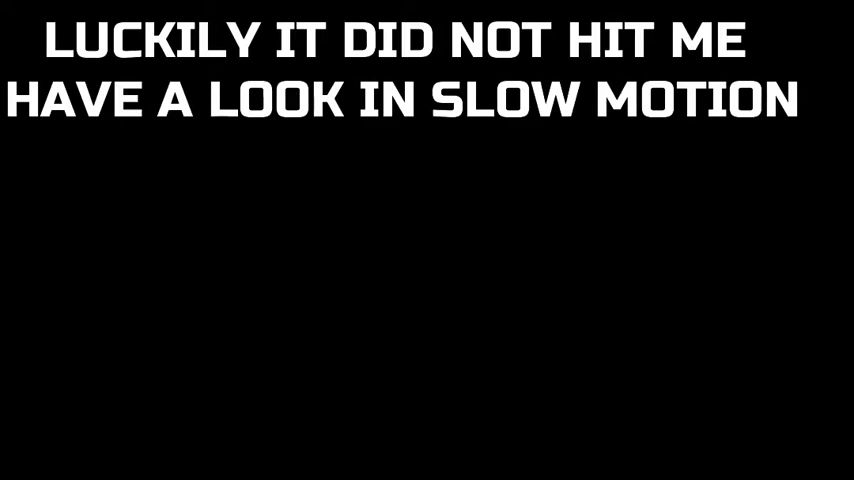 LUCKILY IT DID NOT HIT ME
HAVE A LOOK IN SLOW MOTION